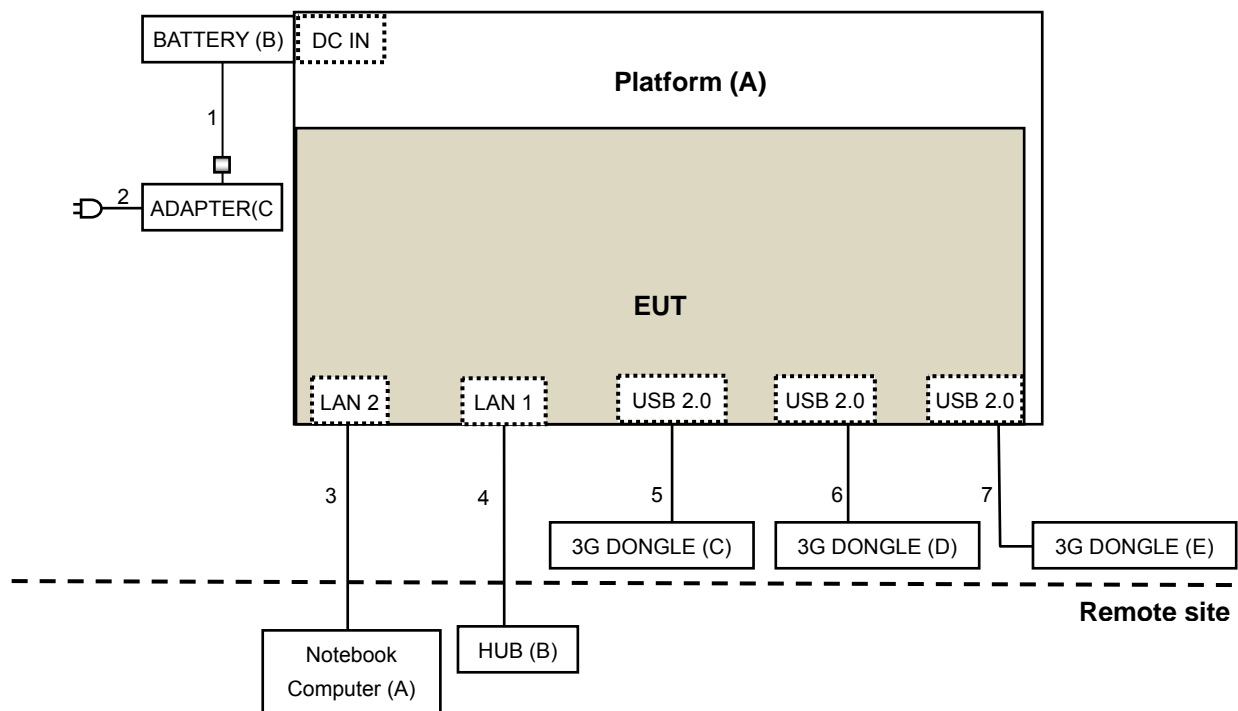 BATTERY (B)
DC IN
Platform (A)
1
2
ADAPTER(C
EUT
LAN 2
LAN 1
USB 2.0
USB 2.0
USB 2.0
3
4
5
6
7
3G DONGLE (C)
3G DONGLE (D)
3G DONGLE (E)
Remote site
Notebook
Computer (A)
HUB (B)